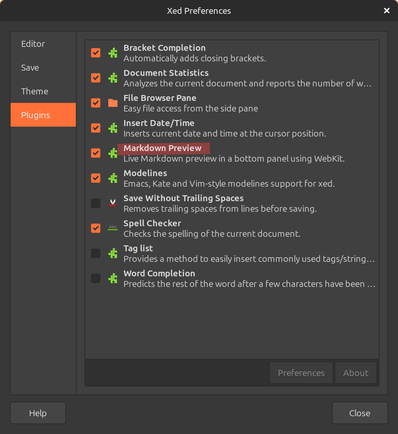 Xed Preferences
Editor
Save
Theme
Plugins
Bracket Completion
Automatically adds closing brackets.
Document Statistics
Analyzes the current document and reports the number of w...
File Browser Pane
Easy file access from the side pane
Insert Date/Time
Inserts current date and time at the cursor position.
Markdown Preview
Live Markdown preview in a bottom panel using WebKit.
Modelines
Emacs, Kate and Vim-style modelines support for xed.
Save Without Trailing Spaces
Removes trailing spaces from lines before saving.
Spell Checker
Checks the spelling of the current document.
Tag list
Provides a method to easily insert commonly used tags/string...
Word Completion
Predicts the rest of the word after a few characters have been ...
Preferences
About
Help
Close